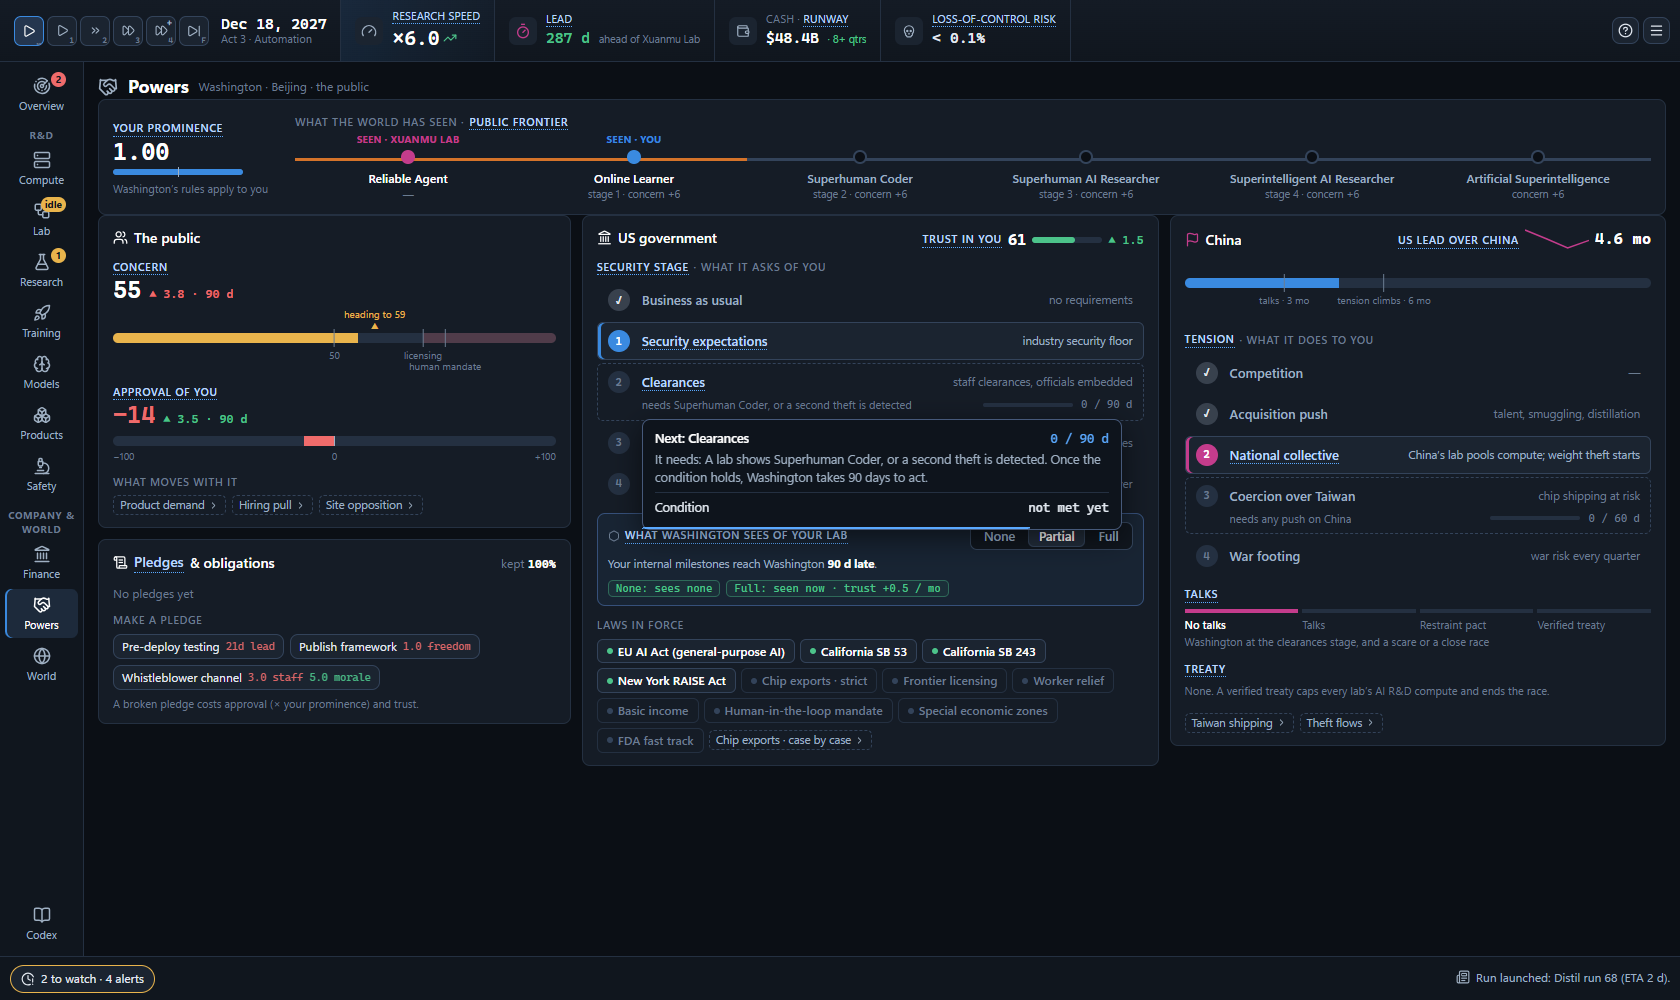 1
2
3
4
F
Dec 18, 2027
Act 3 · Automation
RESEARCH SPEED
×6.0
LEAD
287 d ahead of Xuanmu Lab
CASH · RUNWAY
$48.4B · 8+ qtrs
LOSS-OF-CONTROL RISK
< 0.1%
2
Overview
R&D
Compute
idle
Lab
1
Research
Training
Models
Products
Safety
COMPANY &
WORLD
Finance
Powers
World
Codex
Powers Washington · Beijing · the public
YOUR PROMINENCE
1.00
Washington's rules apply to you
WHAT THE WORLD HAS SEEN · PUBLIC FRONTIER
SEEN · XUANMU LAB
SEEN · YOU
Reliable Agent
—
Online Learner
stage 1 · concern +6
Superhuman Coder
stage 2 · concern +6
Superhuman AI Researcher
stage 3 · concern +6
Superintelligent AI Researcher
stage 4 · concern +6
Artificial Superintelligence
concern +6
The public
CONCERN
55 ▲ 3.8 · 90 d
heading to 59
50
licensing
human mandate
APPROVAL OF YOU
−14 ▲ 3.5 · 90 d
−100
0
+100
WHAT MOVES WITH IT
Product demand ›
Hiring pull ›
Site opposition ›
Pledges & obligations
kept 100%
No pledges yet
MAKE A PLEDGE
Pre-deploy testing 21d lead
Publish framework 1.0 freedom
Whistleblower channel 3.0 staff 5.0 morale
A broken pledge costs approval (× your prominence) and trust.
US government
TRUST IN YOU 61 ▲ 1.5
SECURITY STAGE · WHAT IT ASKS OF YOU
Business as usual
no requirements
1 Security expectations
industry security floor
2 Clearances
staff clearances, officials embedded
needs Superhuman Coder, or a second theft is detected
0 / 90 d
3
4
Next: Clearances
0 / 90 d
It needs: A lab shows Superhuman Coder, or a second theft is detected. Once the
condition holds, Washington takes 90 days to act.
Condition
not met yet
WHAT WASHINGTON SEES OF YOUR LAB
None
Partial
Full
Your internal milestones reach Washington 90 d late.
None: sees none
Full: seen now · trust +0.5 / mo
LAWS IN FORCE
EU AI Act (general-purpose AI)
California SB 53
California SB 243
New York RAISE Act
Chip exports · strict
Frontier licensing
Worker relief
Basic income
Human-in-the-loop mandate
Special economic zones
FDA fast track
Chip exports · case by case ›
China
US LEAD OVER CHINA
4.6 mo
talks · 3 mo
tension climbs · 6 mo
TENSION · WHAT IT DOES TO YOU
Competition
—
Acquisition push
talent, smuggling, distillation
2 National collective
China's lab pools compute; weight theft starts
3 Coercion over Taiwan
chip shipping at risk
needs any push on China
0 / 60 d
4 War footing
war risk every quarter
TALKS
No talks
Talks
Restraint pact
Verified treaty
Washington at the clearances stage, and a scare or a close race
TREATY
None. A verified treaty caps every lab's AI R&D compute and ends the race.
Taiwan shipping ›
Theft flows ›
2 to watch · 4 alerts
Run launched: Distil run 68 (ETA 2 d).